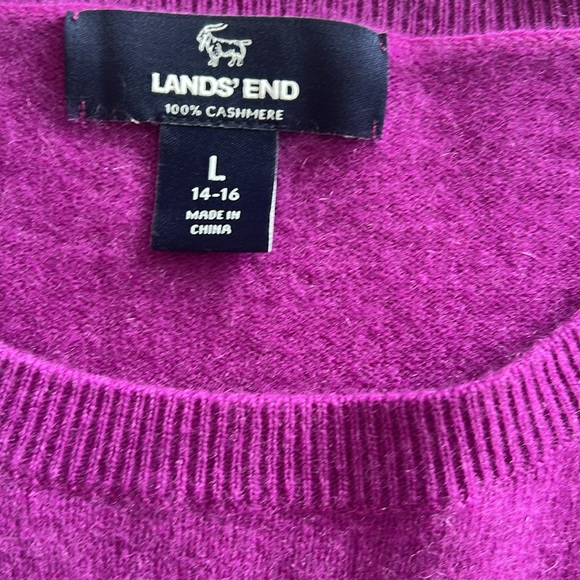 LANDS' END
100% CASHMERE
L
14-16
MADE IN
CHINA